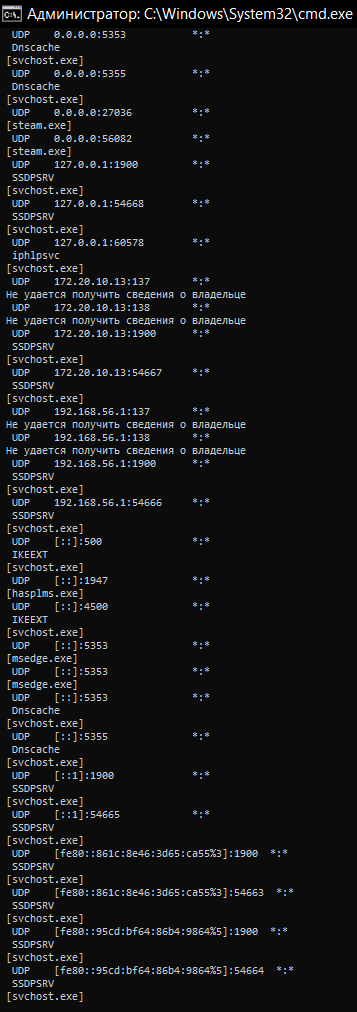 Администратор: C:\Windows\System32\cmd.exe
UDP 0.0.0.0:5353 *:*
Dnscache
[svchost.exe]
UDP 0.0.0.0:5355 *:*
Dnscache
[svchost.exe]
UDP 0.0.0.0:27036 *:*
[steam.exe]
UDP 0.0.0.0:56082 *:*
[steam.exe]
UDP 127.0.0.1:1900 *:*
SSDPSRV
[svchost.exe]
UDP 127.0.0.1:54668 *:*
SSDPSRV
[svchost.exe]
UDP 127.0.0.1:60578 *:*
iphlpsvc
[svchost.exe]
UDP 172.20.10.13:137 *:*
Не удается получить сведения о владельце
UDP 172.20.10.13:138 *:*
Не удается получить сведения о владельце
UDP 172.20.10.13:1900 *:*
SSDPSRV
[svchost.exe]
UDP 172.20.10.13:54667 *:*
SSDPSRV
[svchost.exe]
UDP 192.168.56.1:137 *:*
Не удается получить сведения о владельце
UDP 192.168.56.1:138 *:*
Не удается получить сведения о владельце
UDP 192.168.56.1:1900 *:*
SSDPSRV
[svchost.exe]
UDP 192.168.56.1:54666 *:*
SSDPSRV
[svchost.exe]
UDP [::]:500 *:*
IKEEXT
[svchost.exe]
UDP [::]:1947 *:*
[hasplms.exe]
UDP [::]:4500 *:*
IKEEXT
[svchost.exe]
UDP [::]:5353 *:*
[msedge.exe]
UDP [::]:5353 *:*
[msedge.exe]
UDP [::]:5353 *:*
Dnscache
[svchost.exe]
UDP [::]:5355 *:*
Dnscache
[svchost.exe]
UDP [::1]:1900 *:*
SSDPSRV
[svchost.exe]
UDP [::1]:54665 *:*
SSDPSRV
[svchost.exe]
UDP [fe80::861c:8e46:3d65:ca55%3]:1900 *:*
SSDPSRV
[svchost.exe]
UDP [fe80::861c:8e46:3d65:ca55%3]:54663 *:*
SSDPSRV
[svchost.exe]
UDP [fe80::95cd:bf64:86b4:9864%5]:1900 *:*
SSDPSRV
[svchost.exe]
UDP [fe80::95cd:bf64:86b4:9864%5]:54664 *:*
SSDPSRV
[svchost.exe]